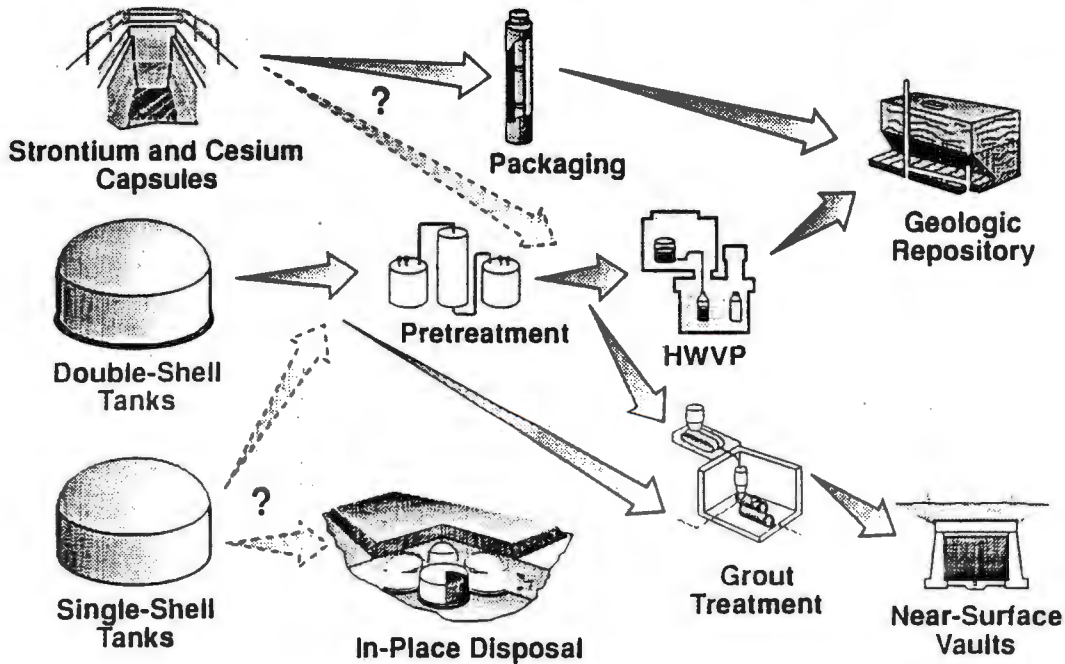 ?
Strontium and Cesium
Capsules
Packaging
Geologic
Repository
Double-Shell
Tanks
Pretreatment
HWVP
?
Single-Shell
Tanks
In-Place Disposal
Grout
Treatment
Near-Surface
Vaults